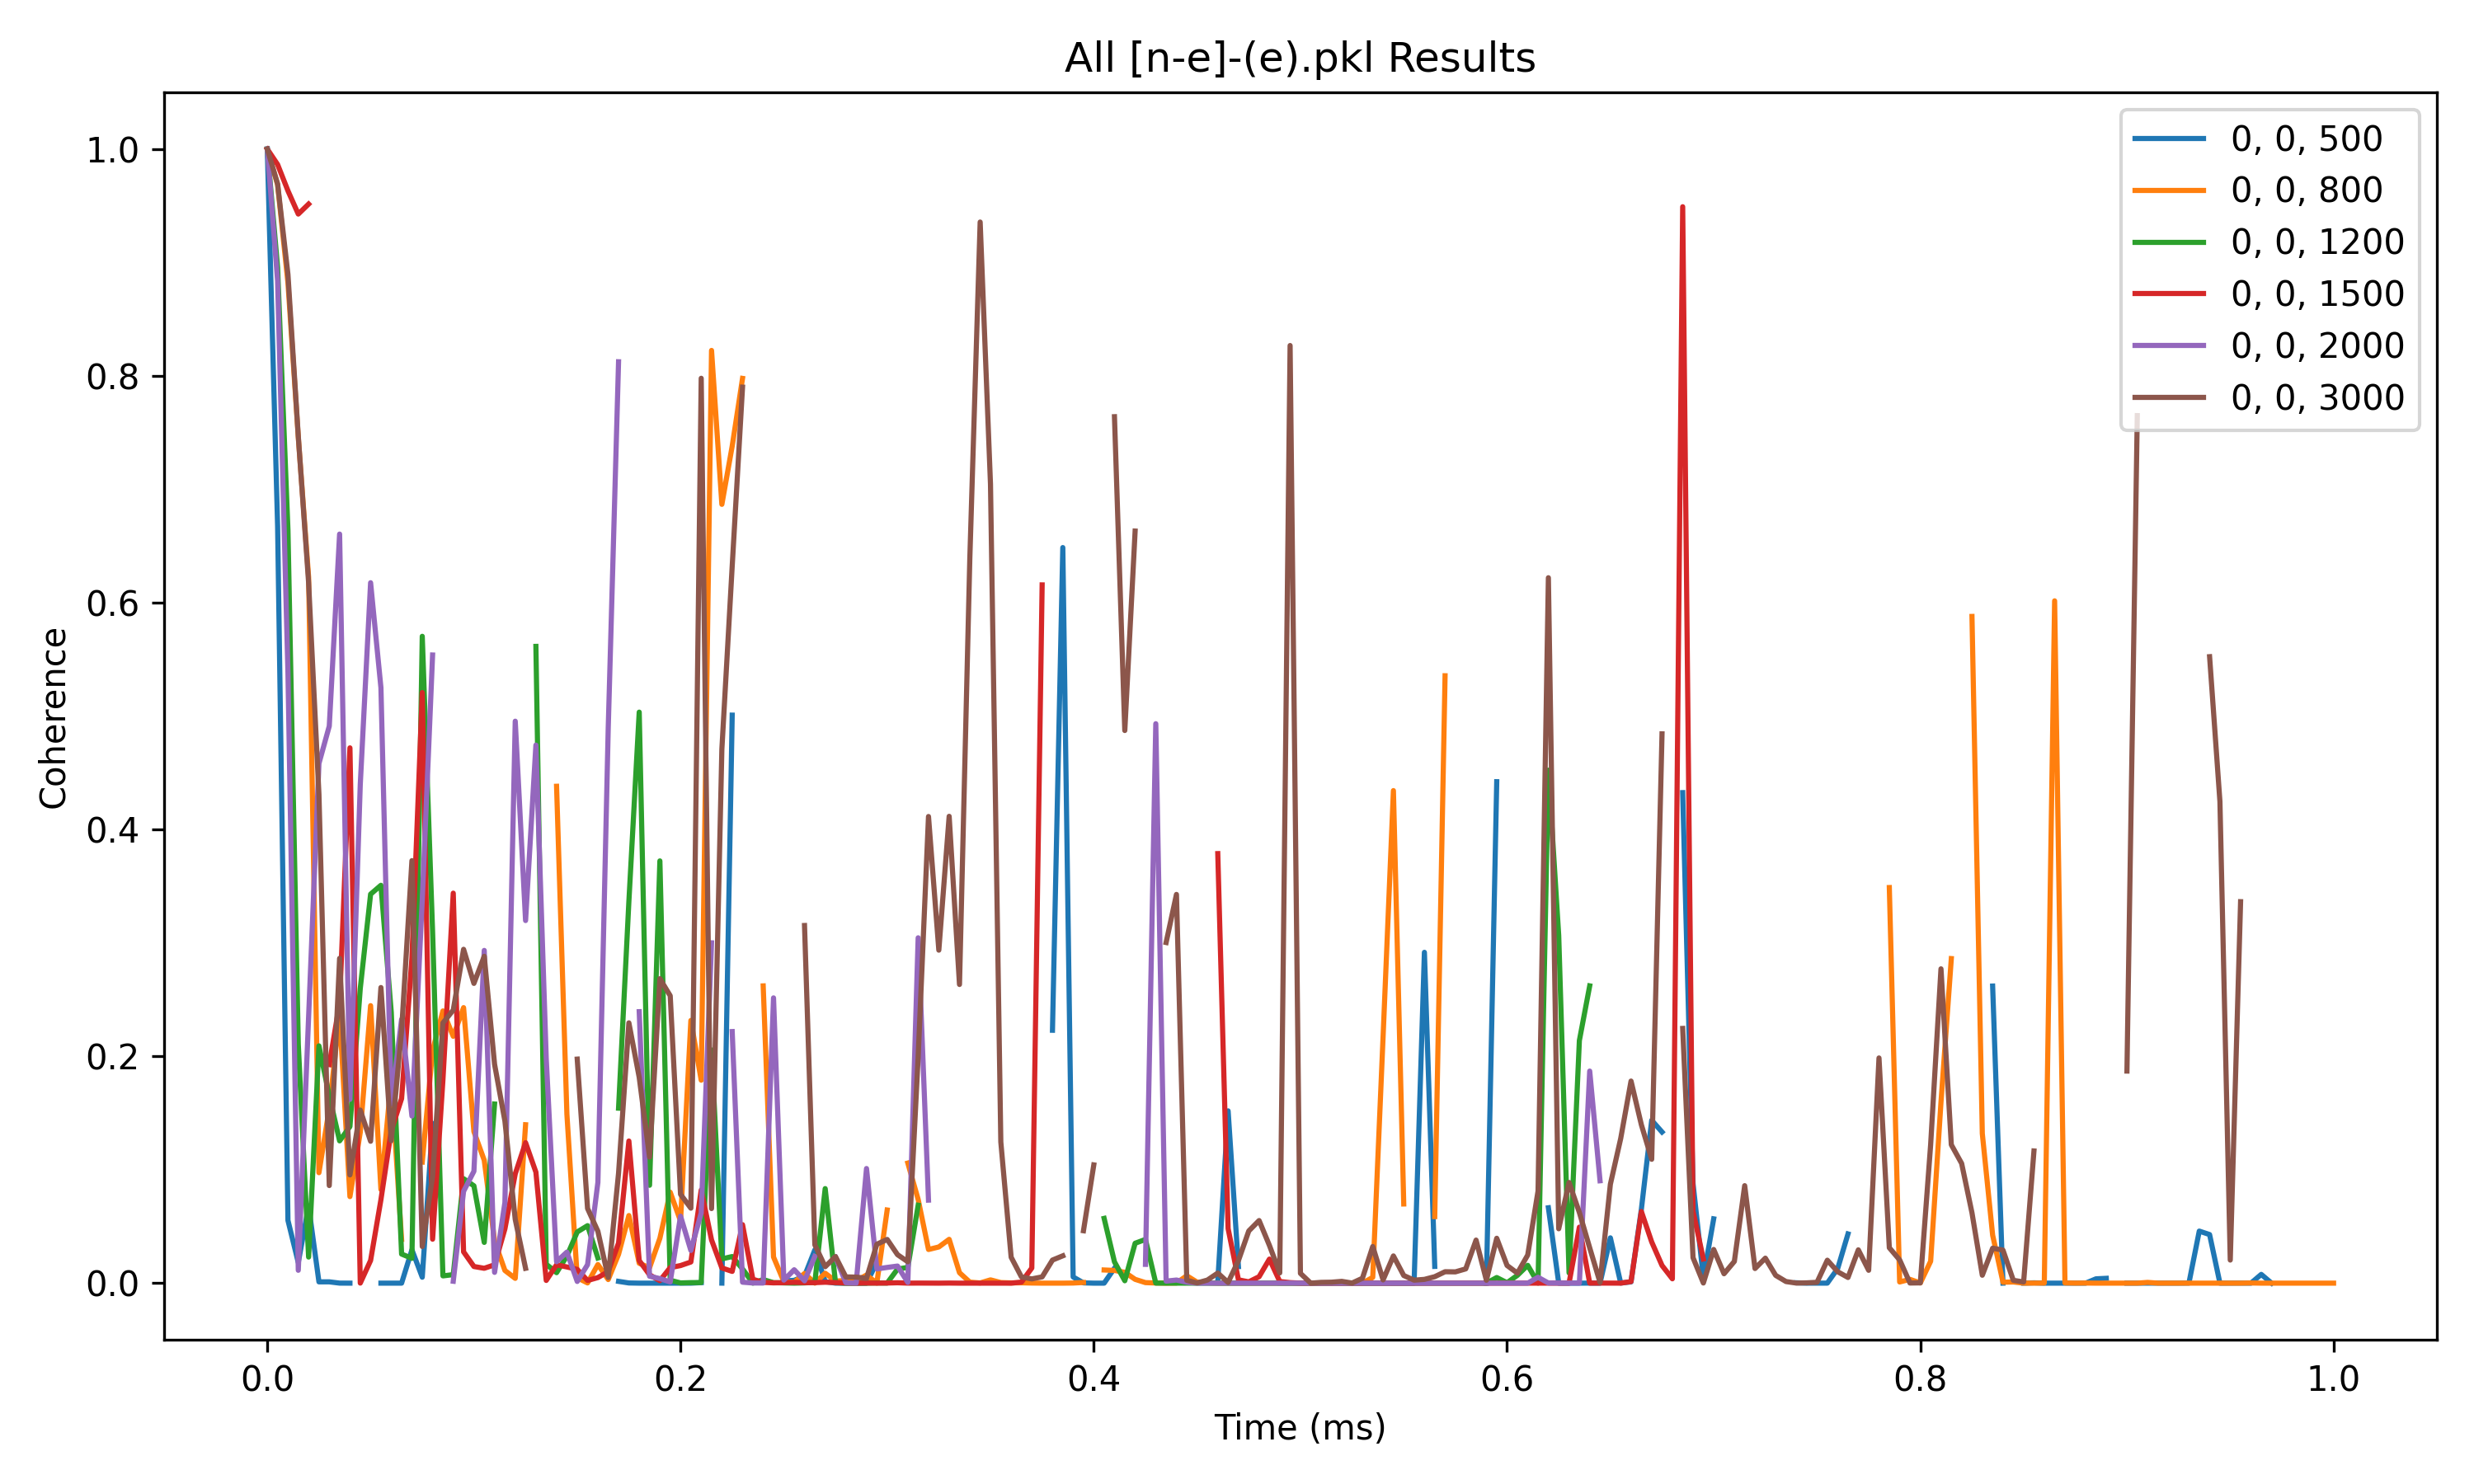 All [n-e]-(e).pkl Results
1.0
0.8
0.6
0.4
0.2
0.0
Coherence
0, 0, 500
0, 0, 800
0, 0, 1200
0, 0, 1500
0, 0, 2000
0, 0, 3000
0.0 0.2 0.4 0.6 0.8 1.0
Time (ms)